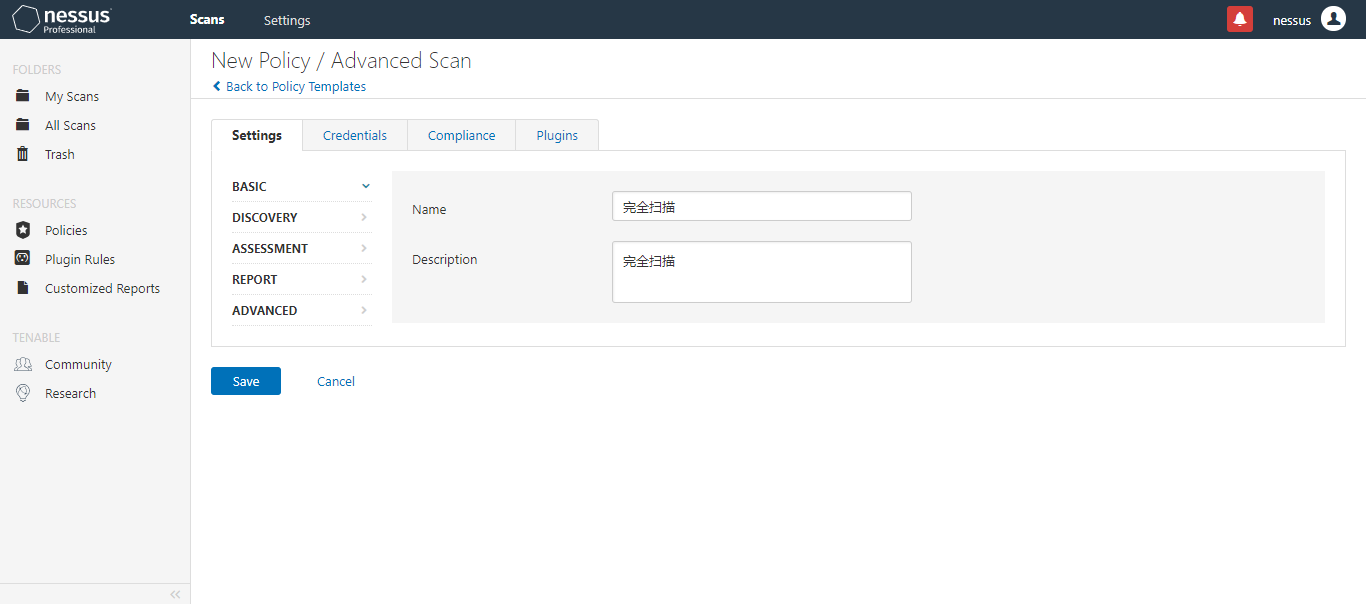 nessus
Professional
Scans
Settings
nessus
FOLDERS
My Scans
All Scans
Trash
RESOURCES
Policies
Plugin Rules
Customized Reports
TENABLE
Community
Research
New Policy / Advanced Scan
Back to Policy Templates
Settings
Credentials
Compliance
Plugins
BASIC
DISCOVERY
ASSESSMENT
REPORT
ADVANCED
Name
完全扫描
Description
完全扫描
Save
Cancel